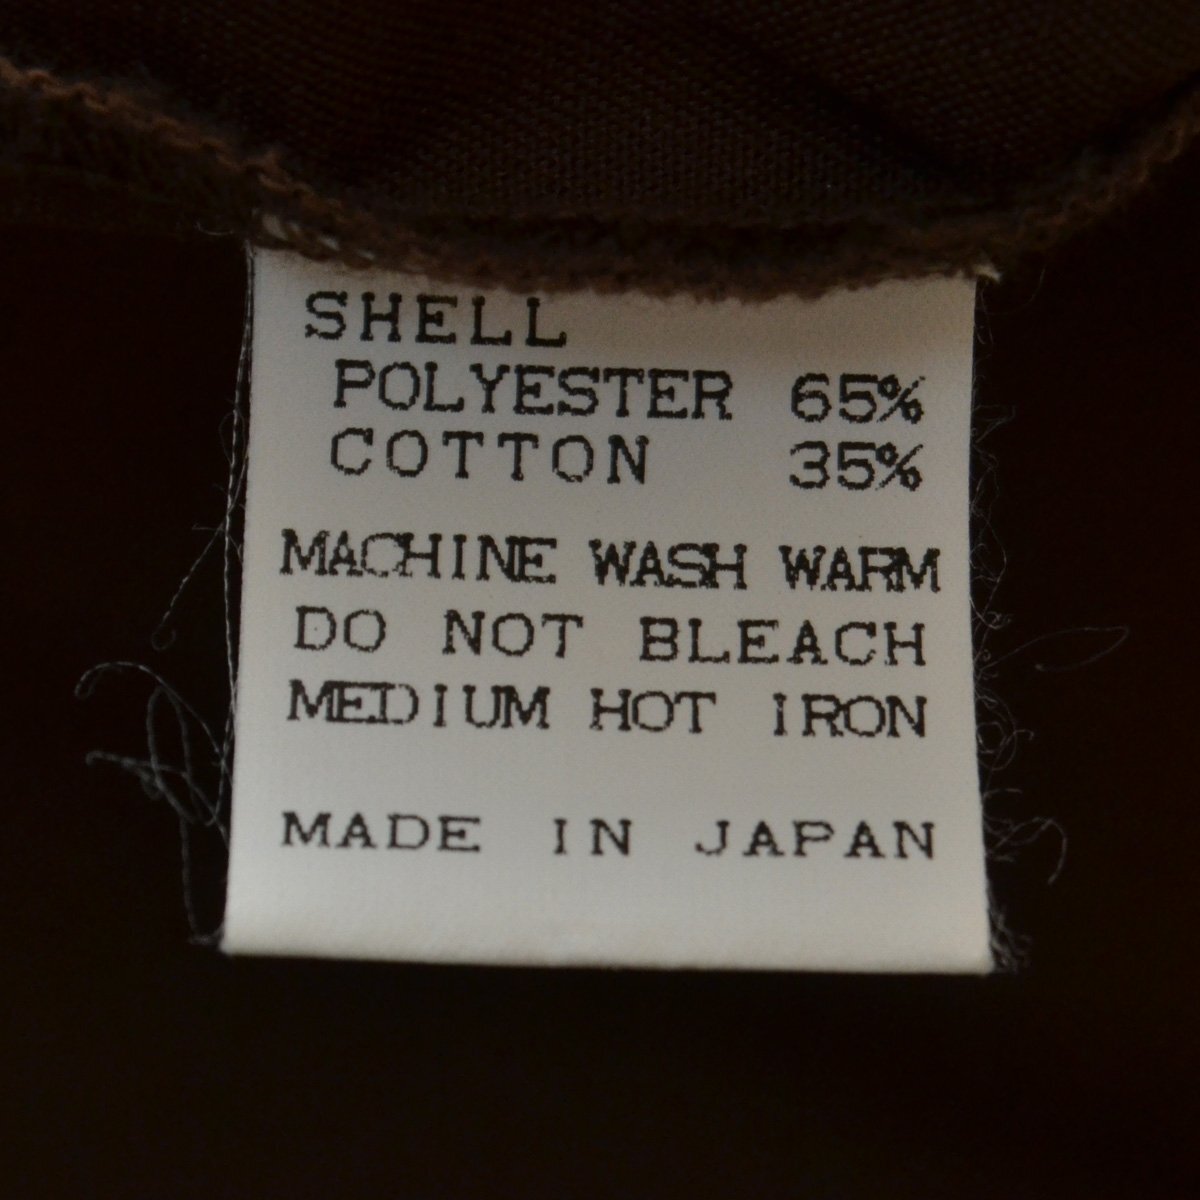 SHELL
POLYESTER 65%
COTTON 35%
MACHINE WASH WARM
DO NOT BLEACH
MEDIUM HOT IRON
MADE IN JAPAN